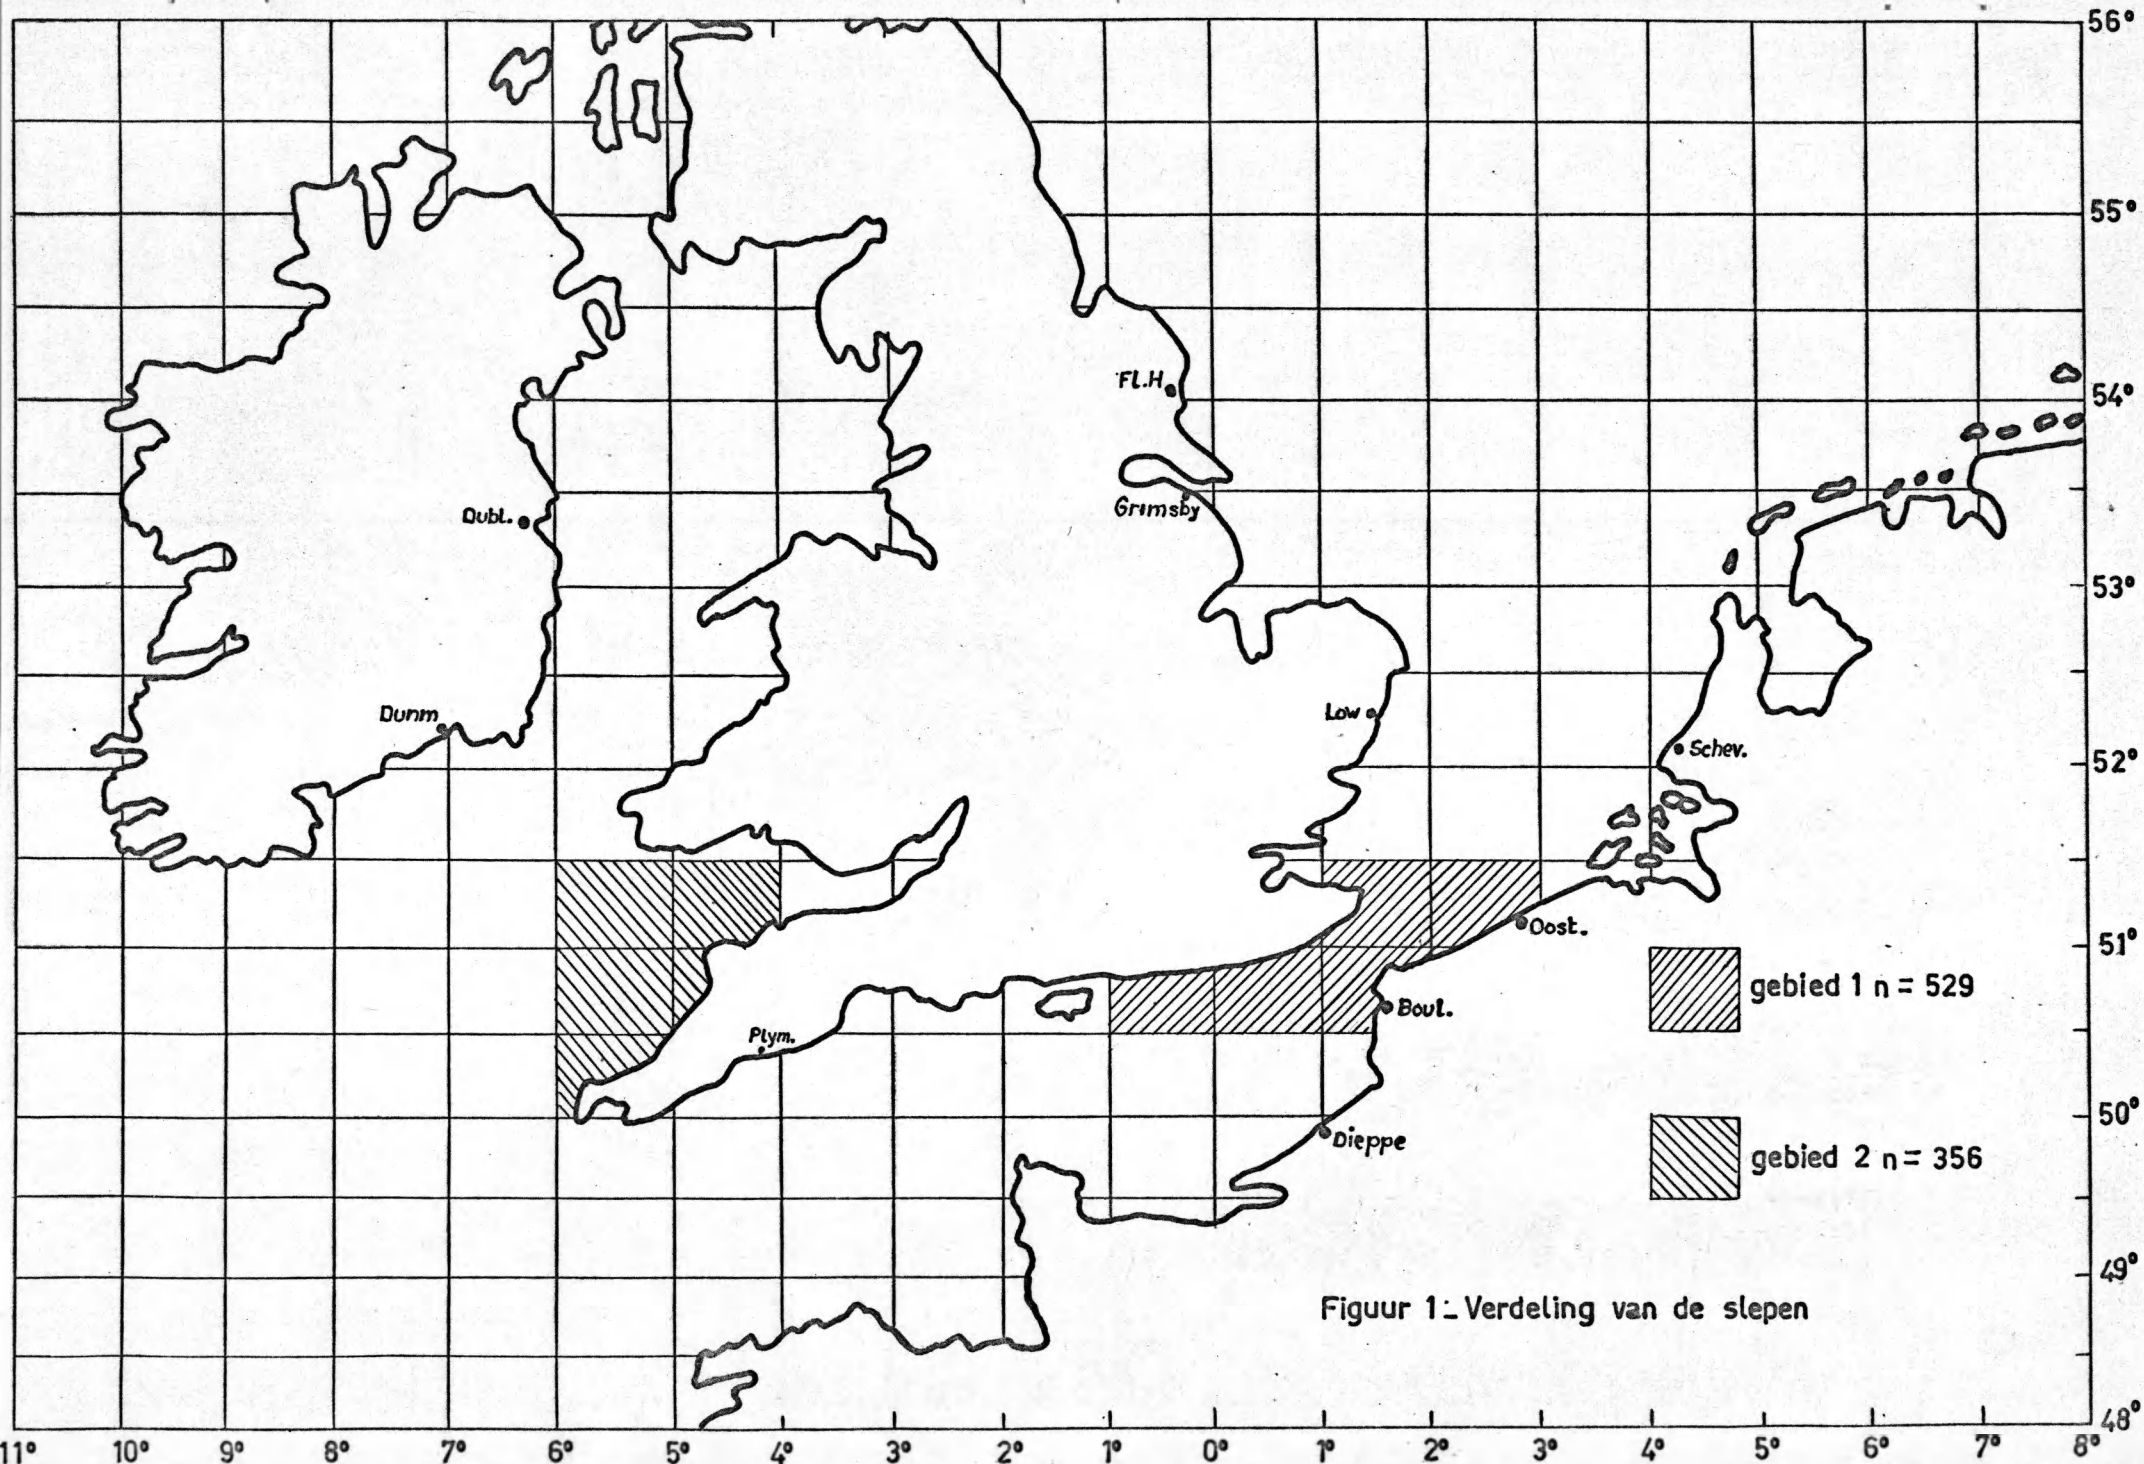 56°
55°
Fl.H
54°
Grimsby
Dubl.
53°
Dunm
Low
Schev.
52°
Oost.
51°
gebied 1 n = 529
Boul.
Plym.
50°
Dieppe
gebied 2 n = 356
49°
Figuur 1:_ Verdeling van de slepen
48°
11° 10° 9° 8° 7° 6° 5° 4° 3° 2° 1° 0° 1° 2° 3° 4° 5° 6° 7° 8°